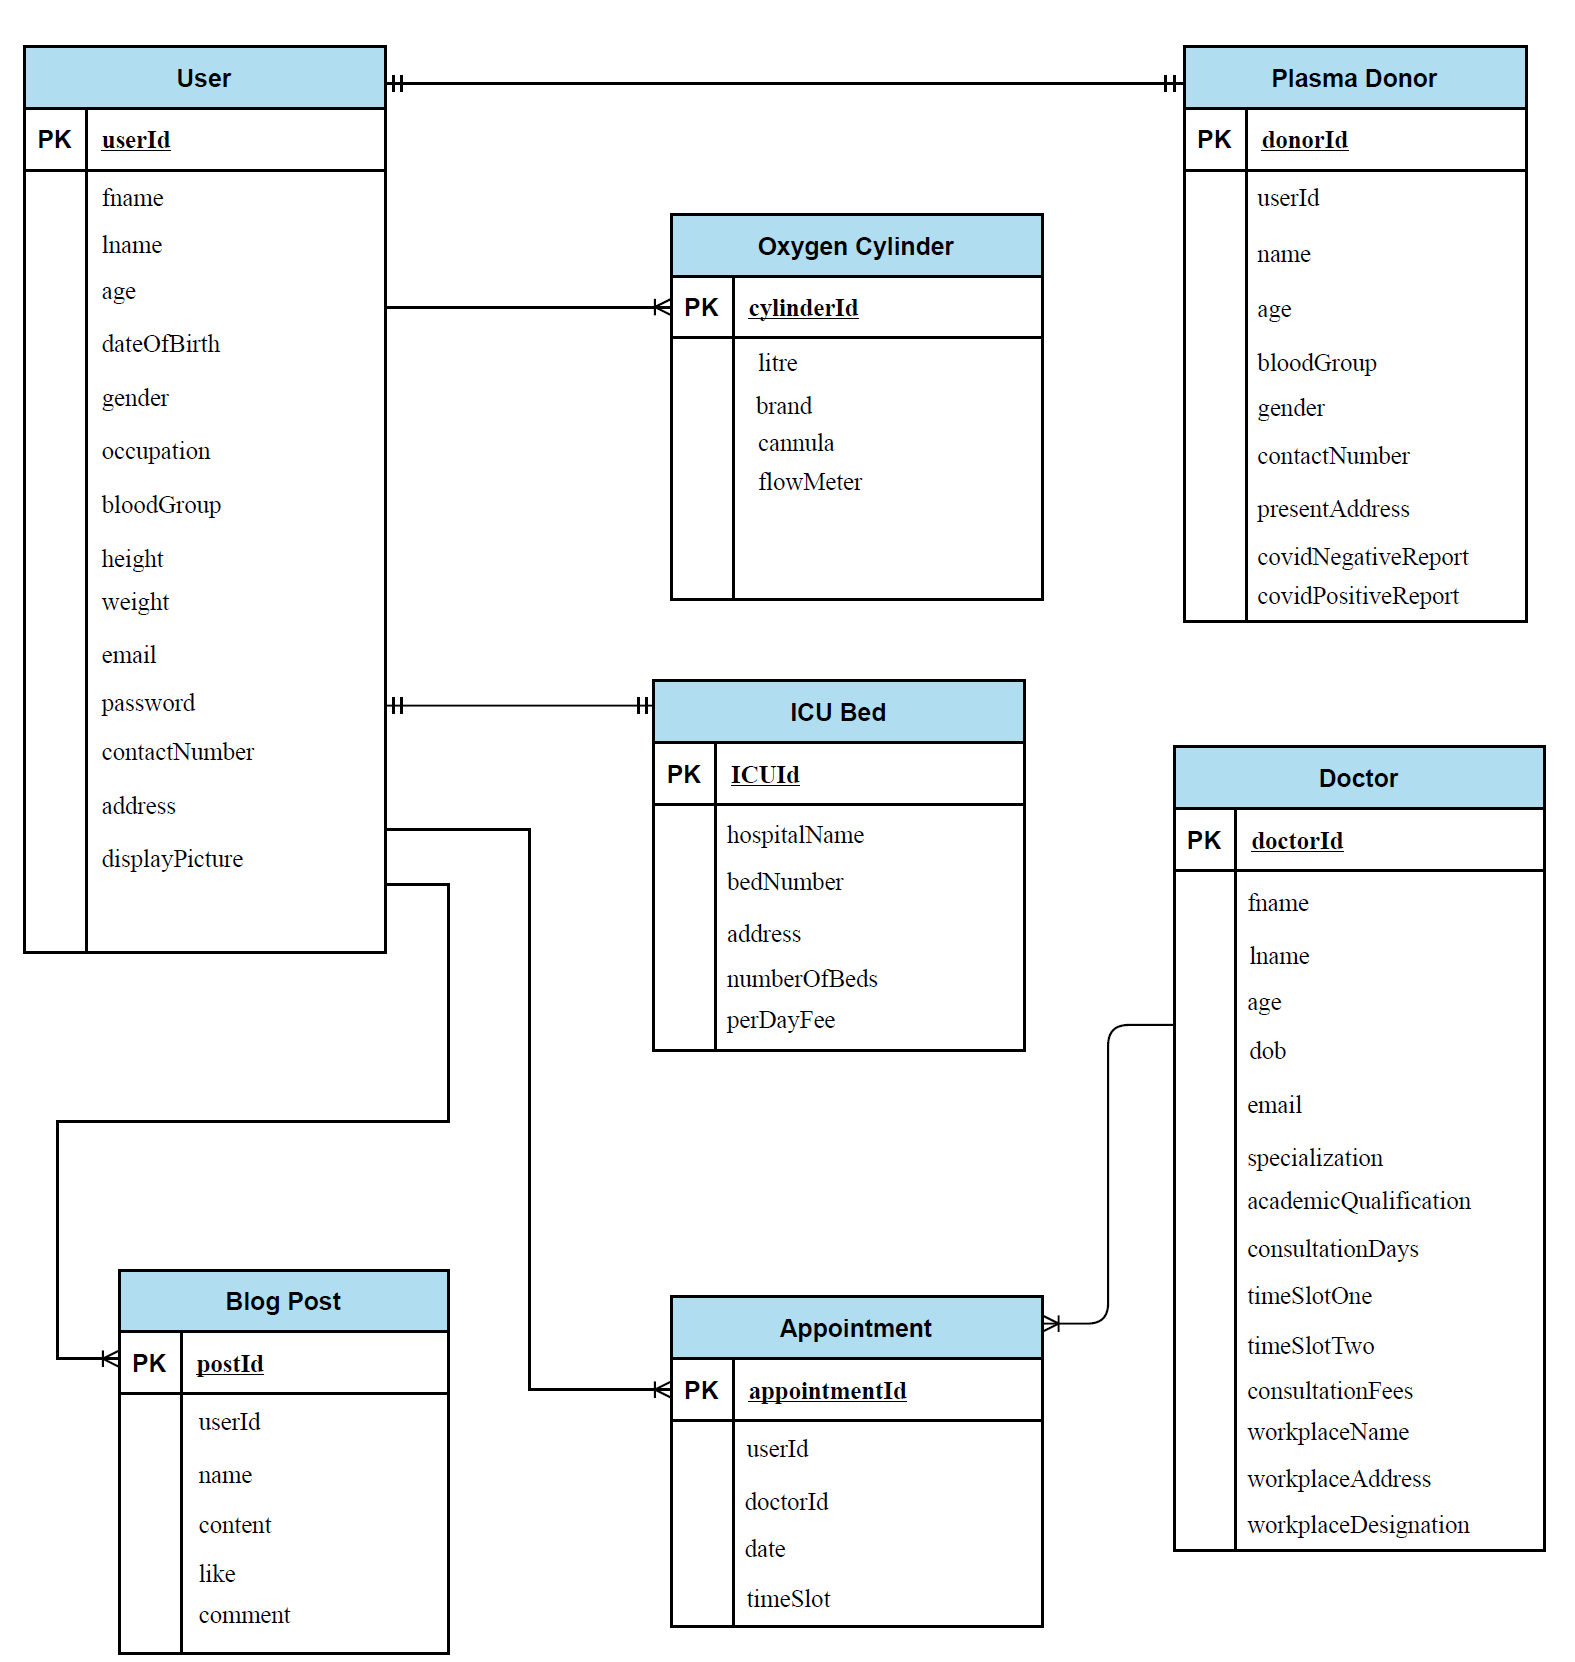 User
PK userId
fname
lname
age
dateOfBirth
gender
occupation
bloodGroup
height
weight
email
password
contactNumber
address
displayPicture
Plasma Donor
PK donorId
userId
name
age
bloodGroup
gender
contactNumber
presentAddress
covidNegativeReport
covidPositiveReport
Oxygen Cylinder
PK cylinderId
litre
brand
cannula
flowMeter
ICU Bed
PK ICUId
hospitalName
bedNumber
address
numberOfBeds
perDayFee
Doctor
PK doctorId
fname
lname
age
dob
email
specialization
academicQualification
consultationDays
timeSlotOne
timeSlotTwo
consultationFees
workplaceName
workplaceAddress
workplaceDesignation
Blog Post
PK postId
userId
name
content
like
comment
Appointment
PK appointmentId
userId
doctorId
date
timeSlot